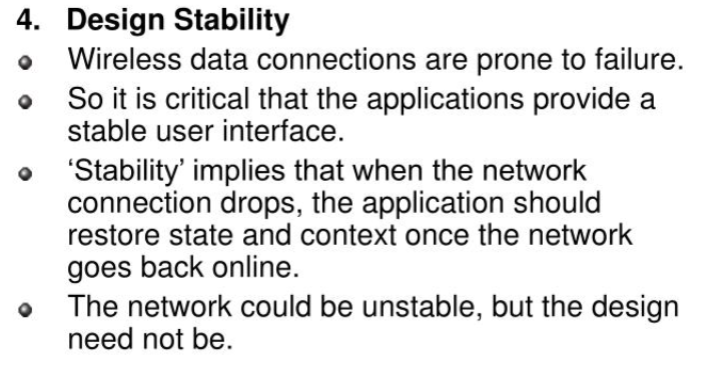 4. Design Stability
Wireless data connections are prone to failure.
So it is critical that the applications provide a
stable user interface.
‘Stability’ implies that when the network
connection drops, the application should
restore state and context once the network
goes back online.
The network could be unstable, but the design
need not be.